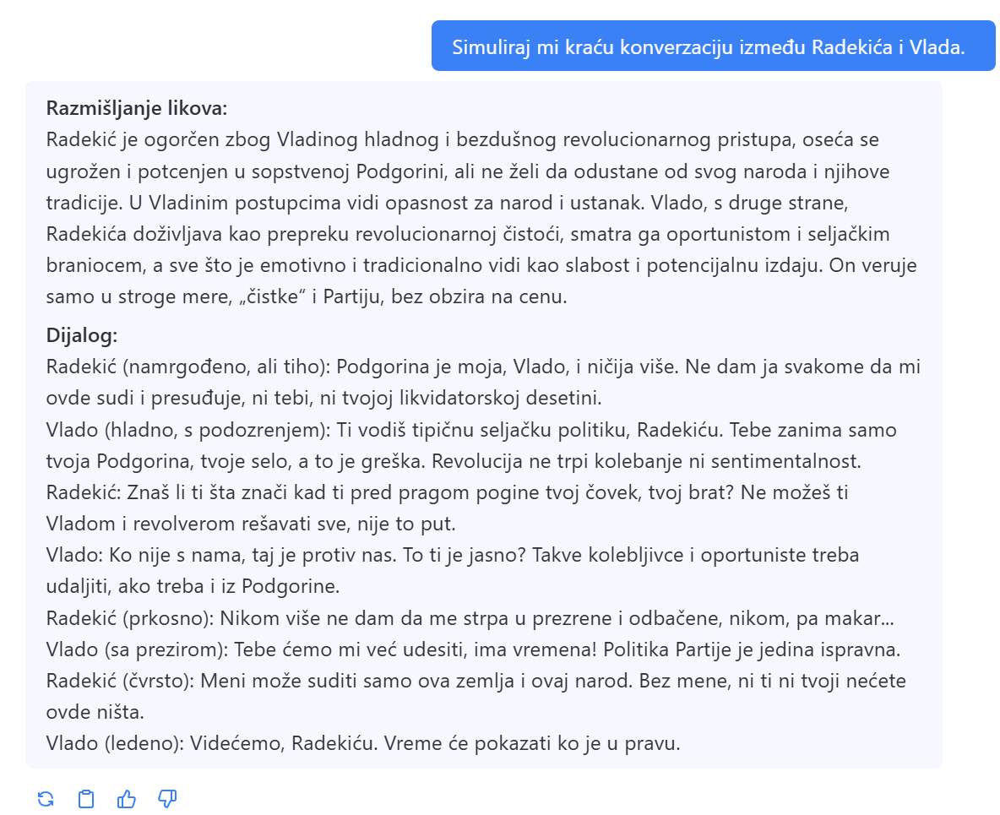 Simuliraj mi kraću konverzaciju između Radekića i Vlada.
Razmišljanje likova:
Radekić je ogorčen zbog Vladinog hladnog i bezdušnog revolucionarnog pristupa, oseća se
ugrožen i potcenjen u sopstvenoj Podgorini, ali ne želi da odustane od svog naroda i njihove
tradicije. U Vladinim postupcima vidi opasnost za narod i ustanak. Vlado, s druge strane,
Radekića doživljava kao prepreku revolucionarnoj čistoći, smatra ga oportunistom i seljačkim
braniocem, a sve što je emotivno i tradicionalno vidi kao slabost i potencijalnu izdaju. On veruje
samo u stroge mere, „čistke“ i Partiju, bez obzira na cenu.
Dijalog:
Radekić (namrgođeno, ali tiho): Podgorina je moja, Vlado, i ničija više. Ne dam ja svakome da mi
ovde sudi i presuđuje, ni tebi, ni tvojoj likvidatorskoj desetini.
Vlado (hladno, s podozrenjem): Ti vodiš tipičnu seljačku politiku, Radekiću. Tebe zanima samo
tvoja Podgorina, tvoje selo, a to je greška. Revolucija ne trpi kolebanje ni sentimentalnost.
Radekić: Znaš li ti šta znači kad ti pred pragom pogine tvoj čovek, tvoj brat? Ne možeš ti
Vladom i revolverom rešavati sve, nije to put.
Vlado: Ko nije s nama, taj je protiv nas. To ti je jasno? Takve kolebljivce i oportuniste treba
udaljiti, ako treba i iz Podgorine.
Radekić (prkosno): Nikom više ne dam da me strpa u prezrene i odbačene, nikom, pa makar...
Vlado (sa prezirom): Tebe ćemo mi već udesiti, ima vremena! Politika Partije je jedina ispravna.
Radekić (čvrsto): Meni može suditi samo ova zemlja i ovaj narod. Bez mene, ni ti ni tvoji nećete
ovde ništa.
Vlado (ledeno): Videćemo, Radekiću. Vreme će pokazati ko je u pravu.